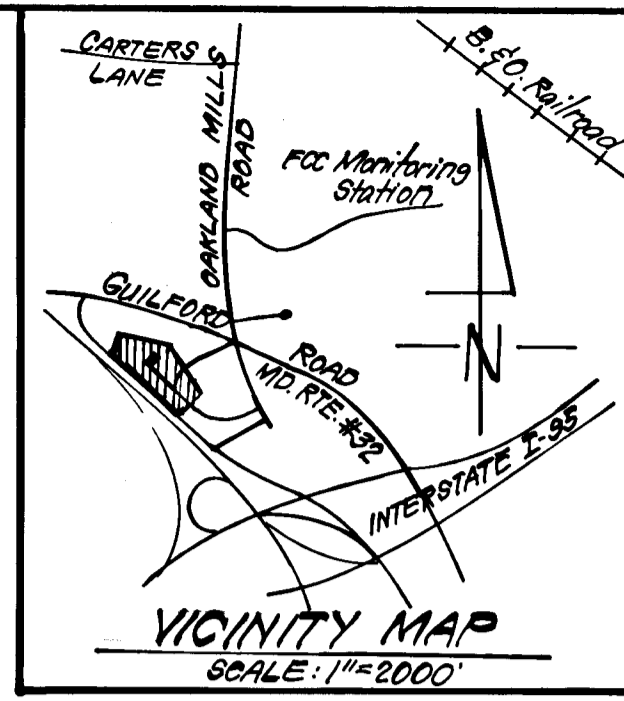 CARTERS
LANE
OAKLAND MILLS
ROAD
B.&O. Railroad
FCC Monitoring
Station
GUILFORD
ROAD
MD. RTE. #32
N
INTERSTATE I-95
VICINITY MAP
SCALE: 1"=2000'